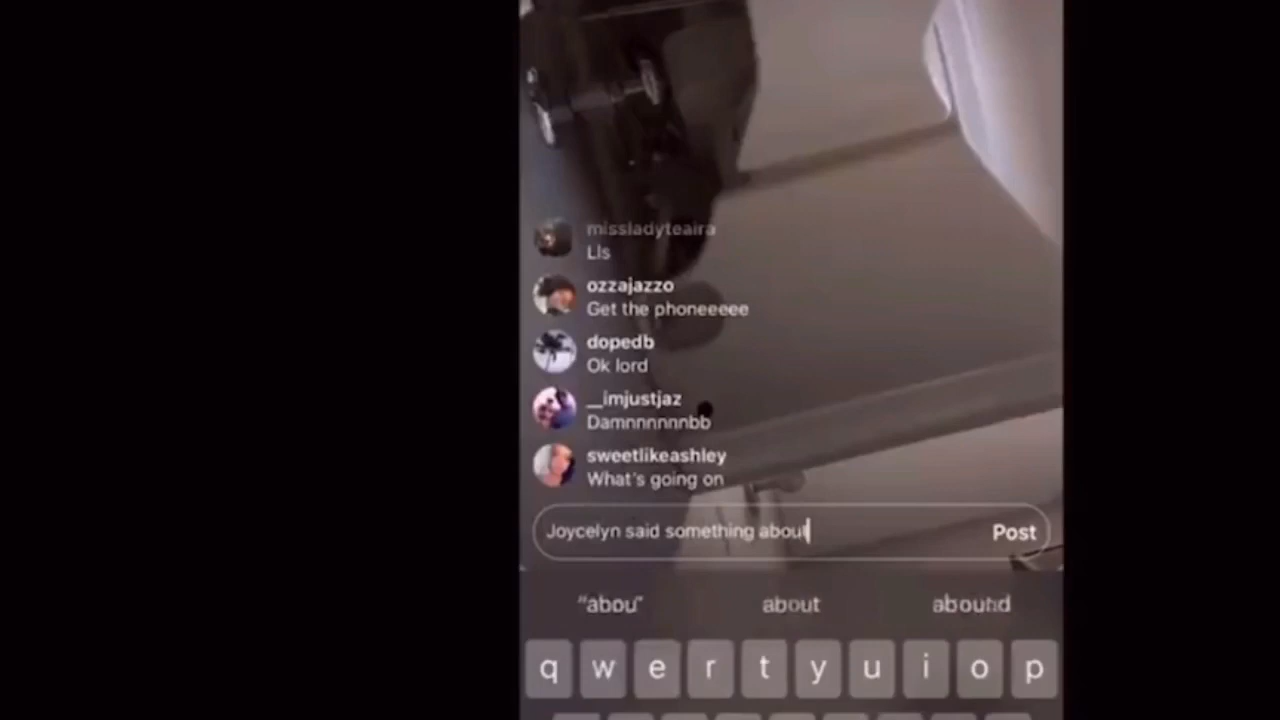 missladyteaira
Lls
ozzajazzo
Get the phoneeeee
dopedb
Ok lord
__imjustjaz
Damnnnnnnbb
sweetlikeashley
What's going on
Joycelyn said something about
Post
"abou" about abound
q w e r t y u i o p